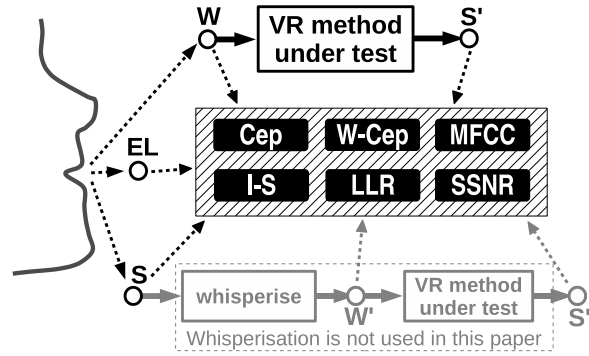 W
VR method
under test
S'
Cep
W-Cep
MFCC
EL
I-S
LLR
SSNR
S
whisperise
W'
VR method
under test
S'
Whisperisation is not used in this paper